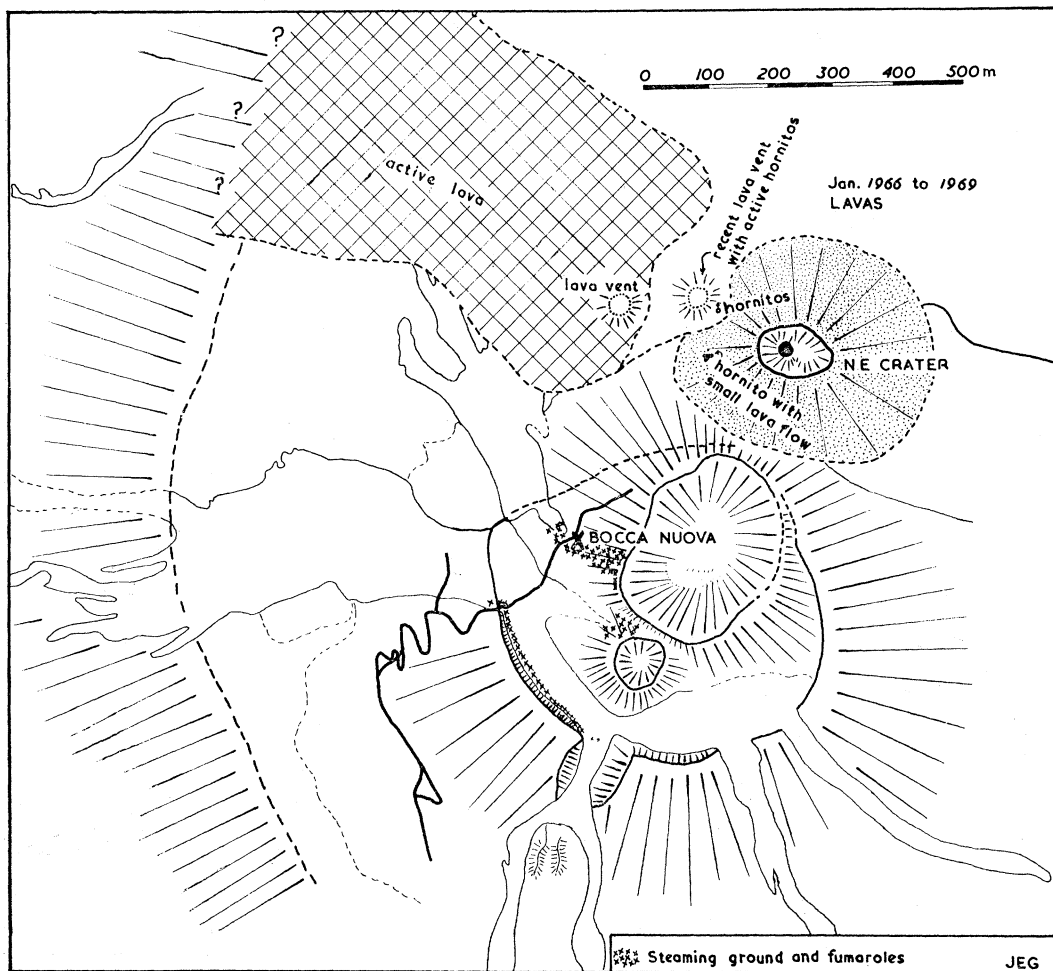 ?
0 100 200 300 400 500 m
?
recent lava vent
with active hornitos
active lava
?
Jan. 1966 to 1969
LAVAS
lava vent
hornitos
NE CRATER
hornito with
small lava flow
BOCCA NUOVA
Steaming ground and fumaroles
JEG